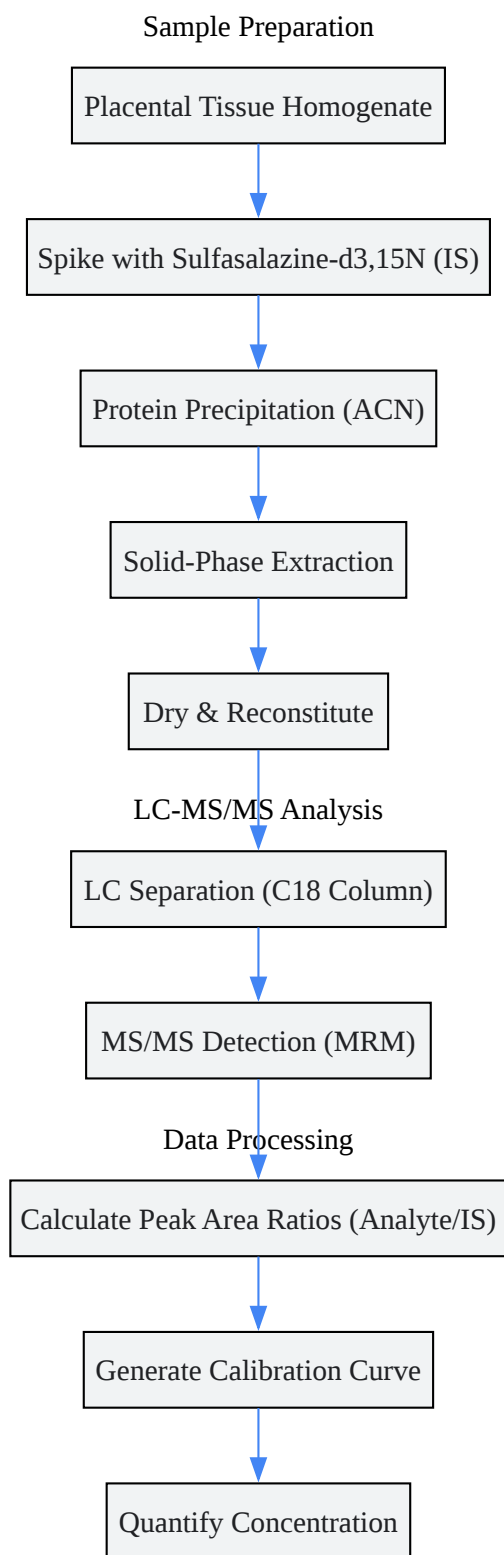 Sample Preparation
Placental Tissue Homogenate
Spike with Sulfasalazine-d3,15N (IS)
Protein Precipitation (ACN)
Solid-Phase Extraction
Dry & Reconstitute
LC-MS/MS Analysis
LC Separation (C18 Column)
MS/MS Detection (MRM)
Data Processing
Calculate Peak Area Ratios (Analyte/IS)
Generate Calibration Curve
Quantify Concentration